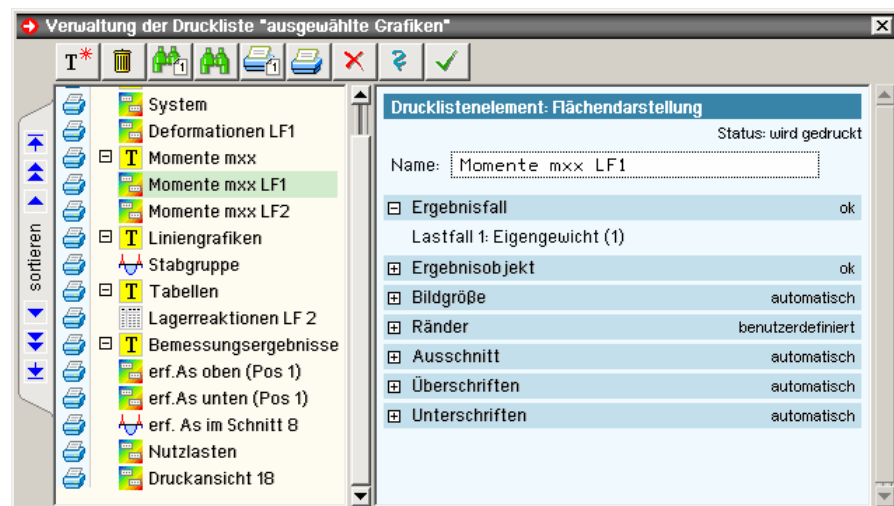 Verwaltung der Druckliste "ausgewählte Grafiken"
T* 1 1
sortieren
System
Deformationen LF1
T Momente mxx
Momente mxx LF1
Momente mxx LF2
T Liniengrafiken
Stabgruppe
T Tabellen
Lagerreaktionen LF 2
T Bemessungsergebnisse
erf.As oben (Pos 1)
erf.As unten (Pos 1)
erf. As im Schnitt 8
Nutzlasten
Druckansicht 18
Drucklistenelement: Flächendarstellung
Status: wird gedruckt
Name: Momente mxx LF1
Ergebnisfall ok
Lastfall 1: Eigengewicht (1)
Ergebnisobjekt ok
Bildgröße automatisch
Ränder benutzerdefiniert
Ausschnitt automatisch
Überschriften automatisch
Unterschriften automatisch